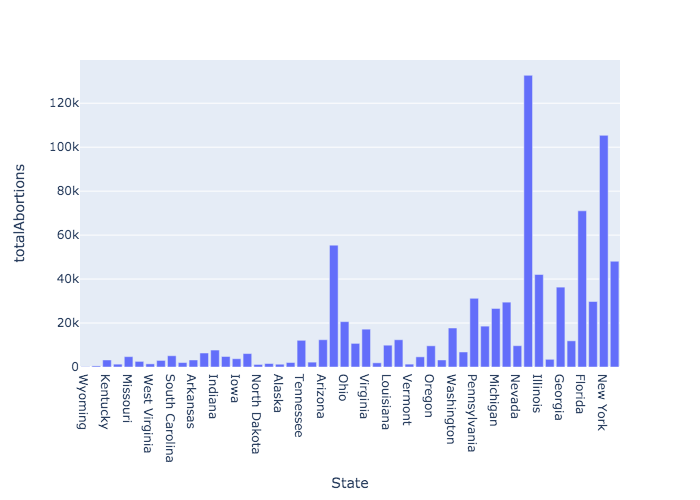 120k
100k
80k
60k
40k
20k
0
totalAbortions
Wyoming
Kentucky
Missouri
West Virginia
South Carolina
Arkansas
Indiana
Iowa
North Dakota
Alaska
Tennessee
Arizona
Ohio
Virginia
Louisiana
Vermont
Oregon
Washington
Pennsylvania
Michigan
Nevada
Illinois
Georgia
Florida
New York
State